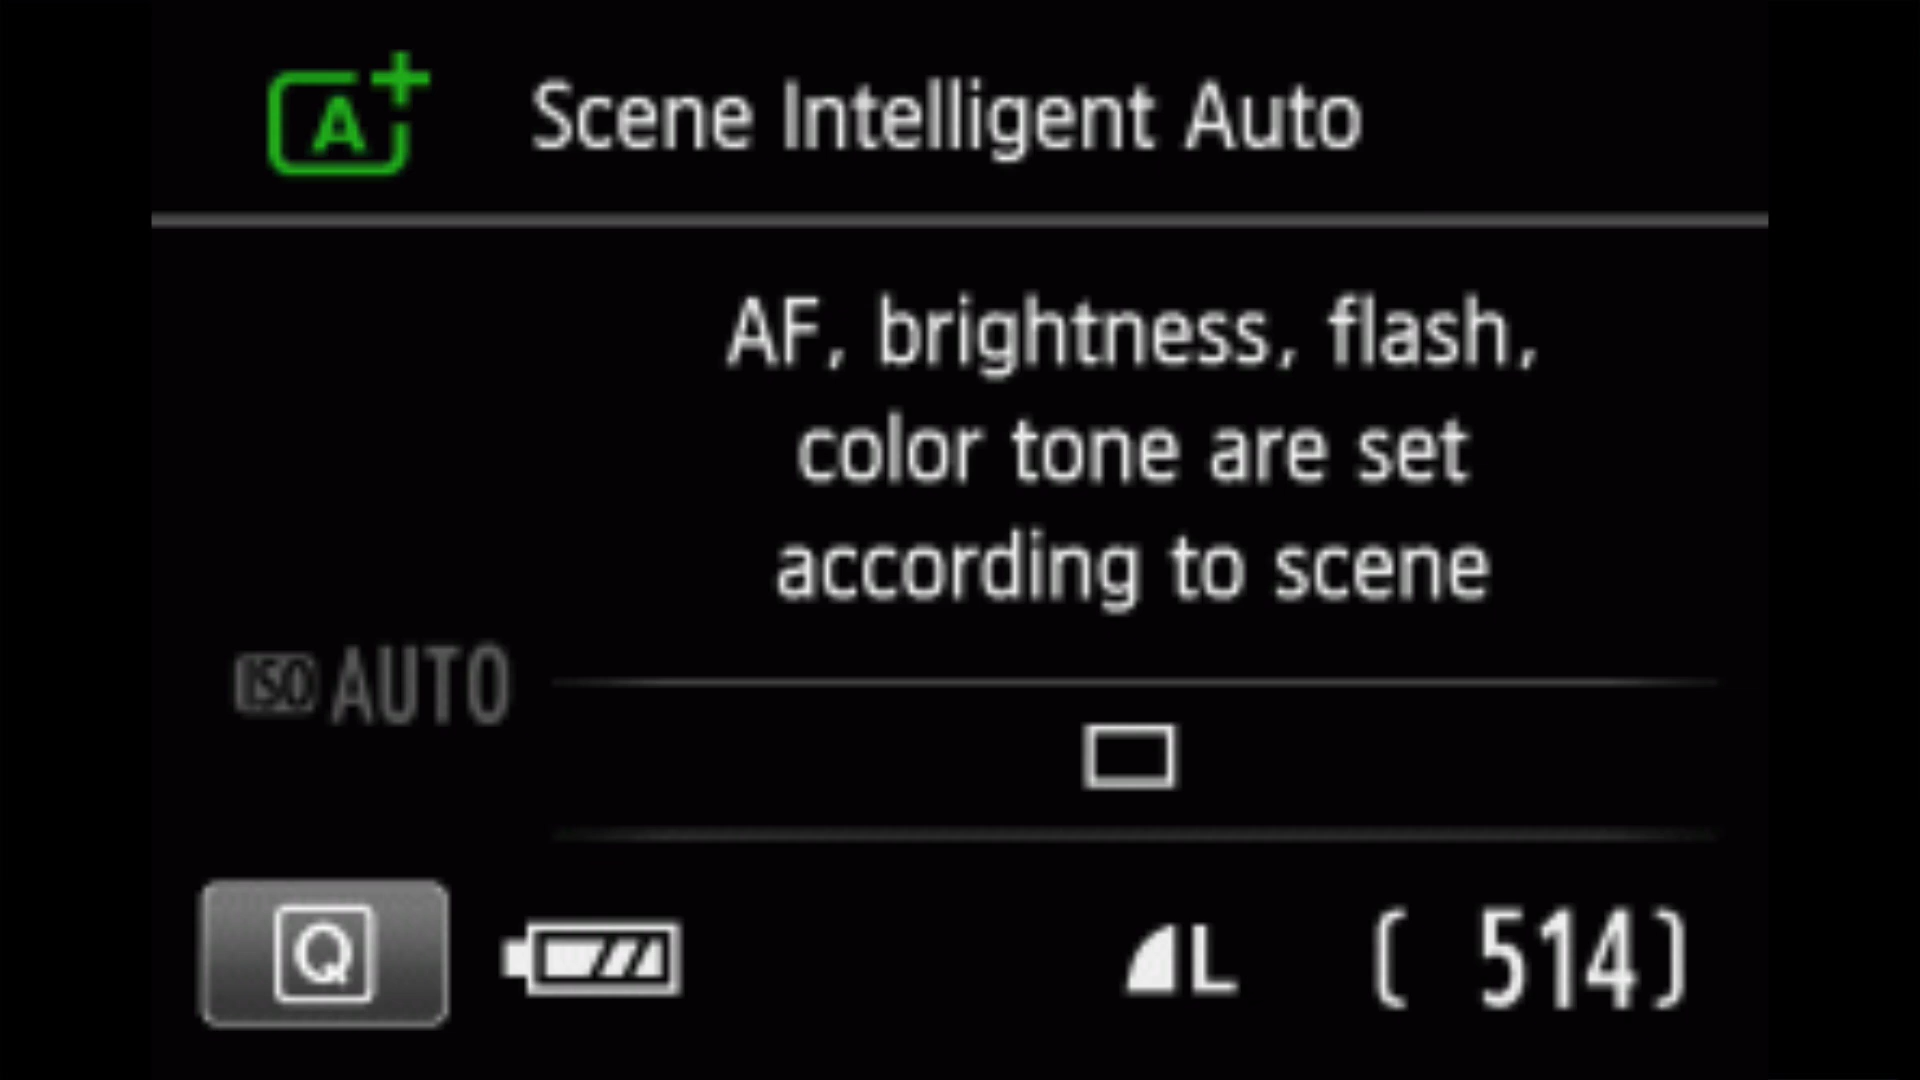 A+ Scene Intelligent Auto
AF, brightness, flash,
color tone are set
according to scene
ISO AUTO
Q L ( 514)